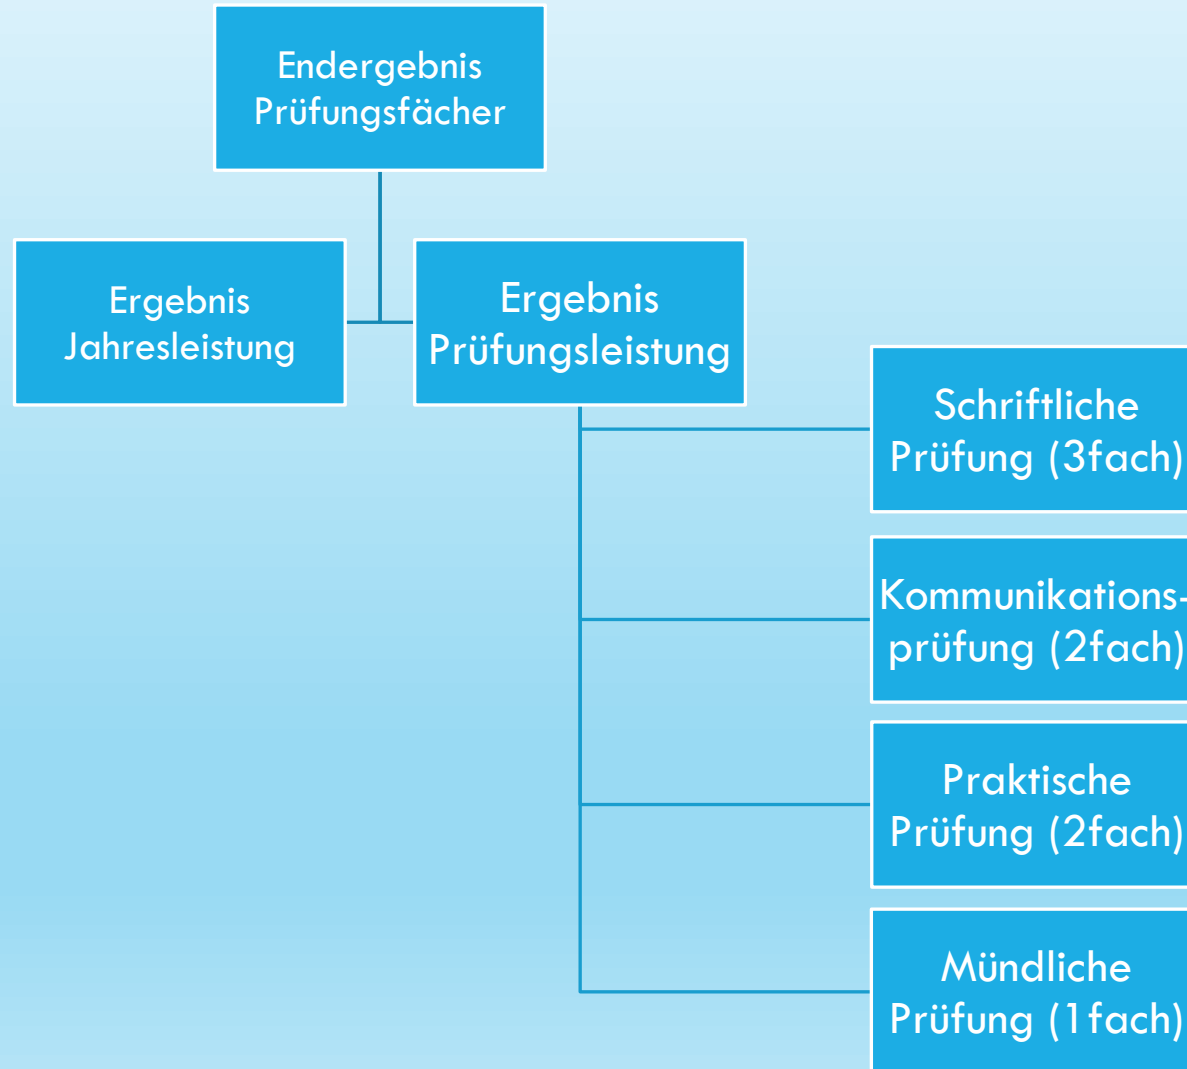 Endergebnis
Prüfungsfächer
Ergebnis
Jahresleistung
Ergebnis
Prüfungsleistung
Schriftliche
Prüfung (3fach)
Kommunikations-
prüfung (2fach)
Praktische
Prüfung (2fach)
Mündliche
Prüfung (1fach)